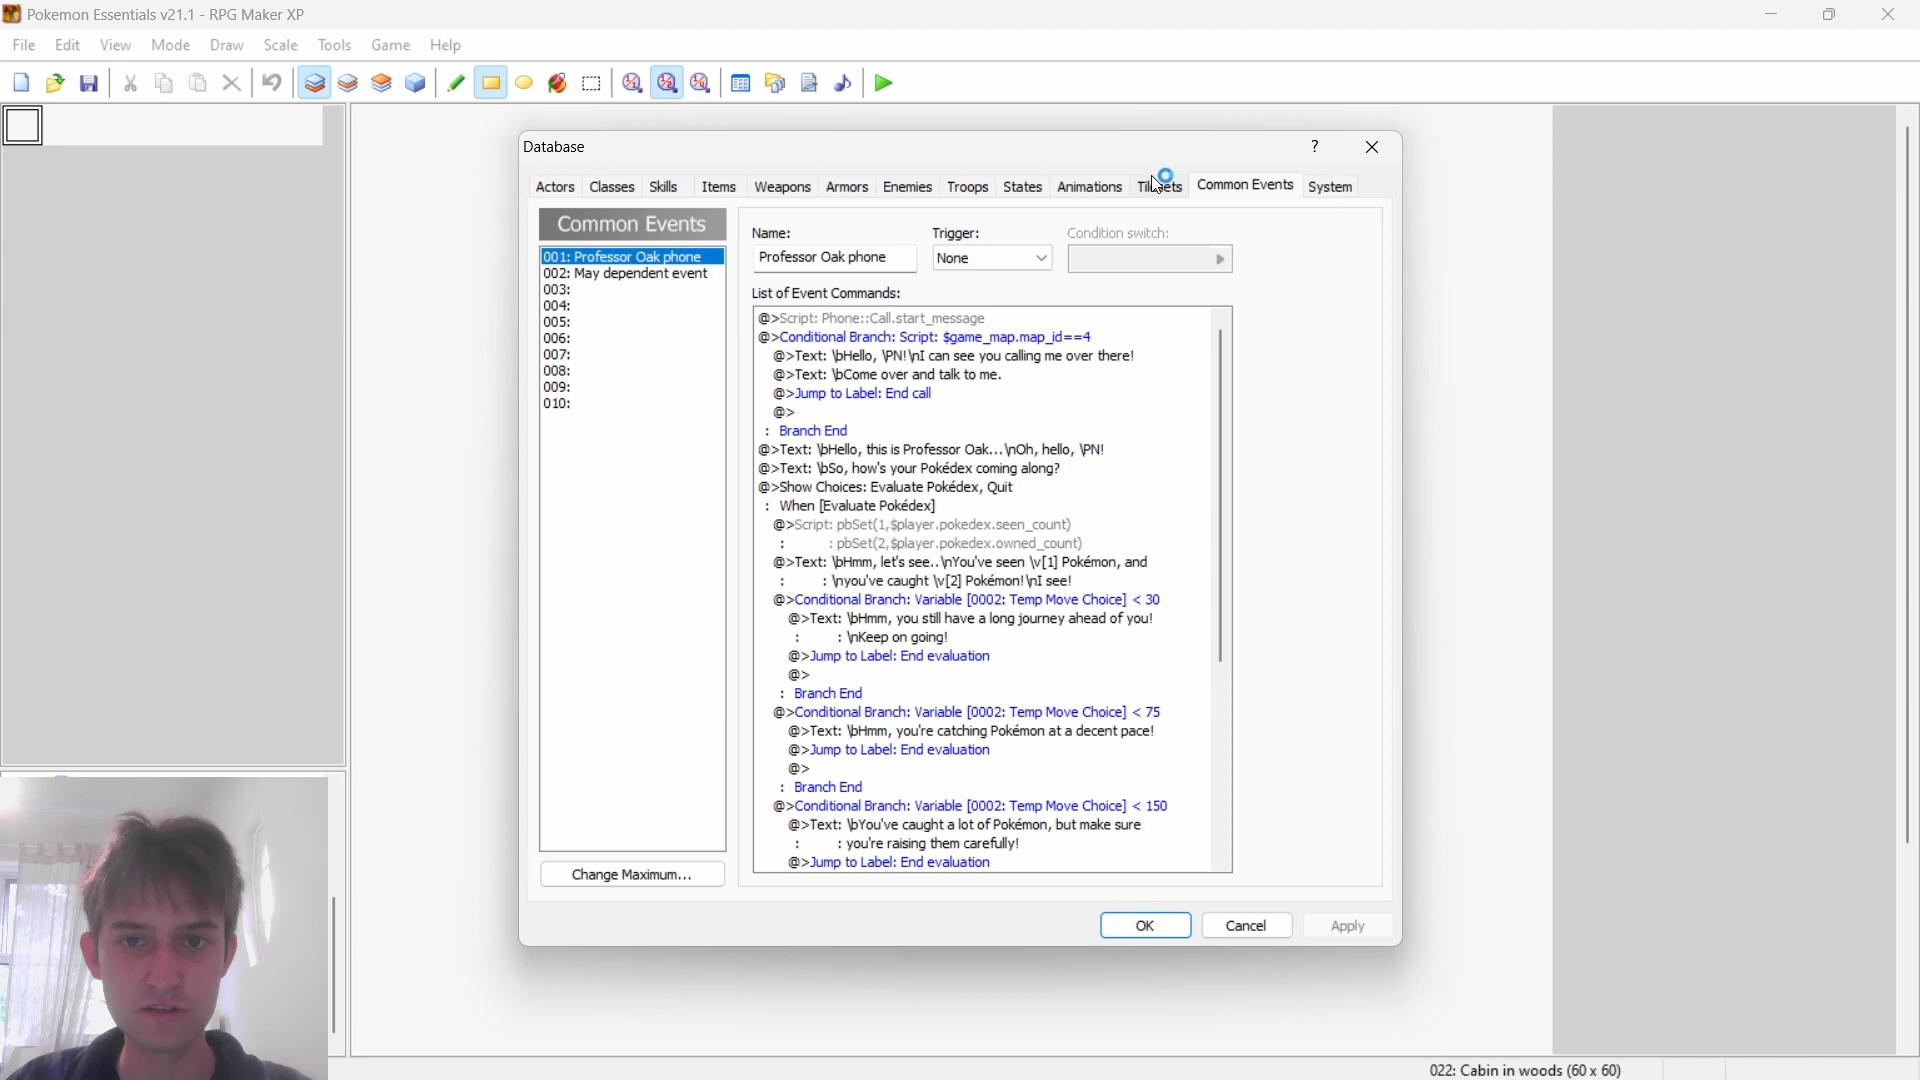 Pokemon Essentials v21.1 - RPG Maker XP
File Edit View Mode Draw Scale Tools Game Help
Database
?
Actors Classes Skills Items Weapons Armors Enemies Troops States Animations Common Events System
Common Events
001: Professor Oak phone
002: May dependent event
003:
004:
005:
006:
007:
008:
009:
010:
Change Maximum...
Name: Trigger: Condition switch:
Professor Oak phone None
List of Event Commands:
@>Script: Phone::Call.start_message
@>Conditional Branch: Script: $game_map.map_id==4
@>Text: \bHello, \PN!\nI can see you calling me over there!
@>Text: \bCome over and talk to me.
@>Jump to Label: End call
@>
: Branch End
@>Text: \bHello, this is Professor Oak...\nOh, hello, \PN!
@>Text: \bSo, how's your Pokédex coming along?
@>Show Choices: Evaluate Pokédex, Quit
: When [Evaluate Pokédex]
@>Script: pbSet(1,$player.pokedex.seen_count)
: : pbSet(2,$player.pokedex.owned_count)
@>Text: \bHmm, let's see..\nYou've seen \v[1] Pokémon, and
: : \nyou've caught \v[2] Pokémon!\nI see!
@>Conditional Branch: Variable [0002: Temp Move Choice] < 30
@>Text: \bHmm, you still have a long journey ahead of you!
: : \nKeep on going!
@>Jump to Label: End evaluation
@>
: Branch End
@>Conditional Branch: Variable [0002: Temp Move Choice] < 75
@>Text: \bHmm, you're catching Pokémon at a decent pace!
@>Jump to Label: End evaluation
@>
: Branch End
@>Conditional Branch: Variable [0002: Temp Move Choice] < 150
@>Text: \bYou've caught a lot of Pokémon, but make sure
: : you're raising them carefully!
@>Jump to Label: End evaluation
OK Cancel Apply
022: Cabin in woods (60 x 60)